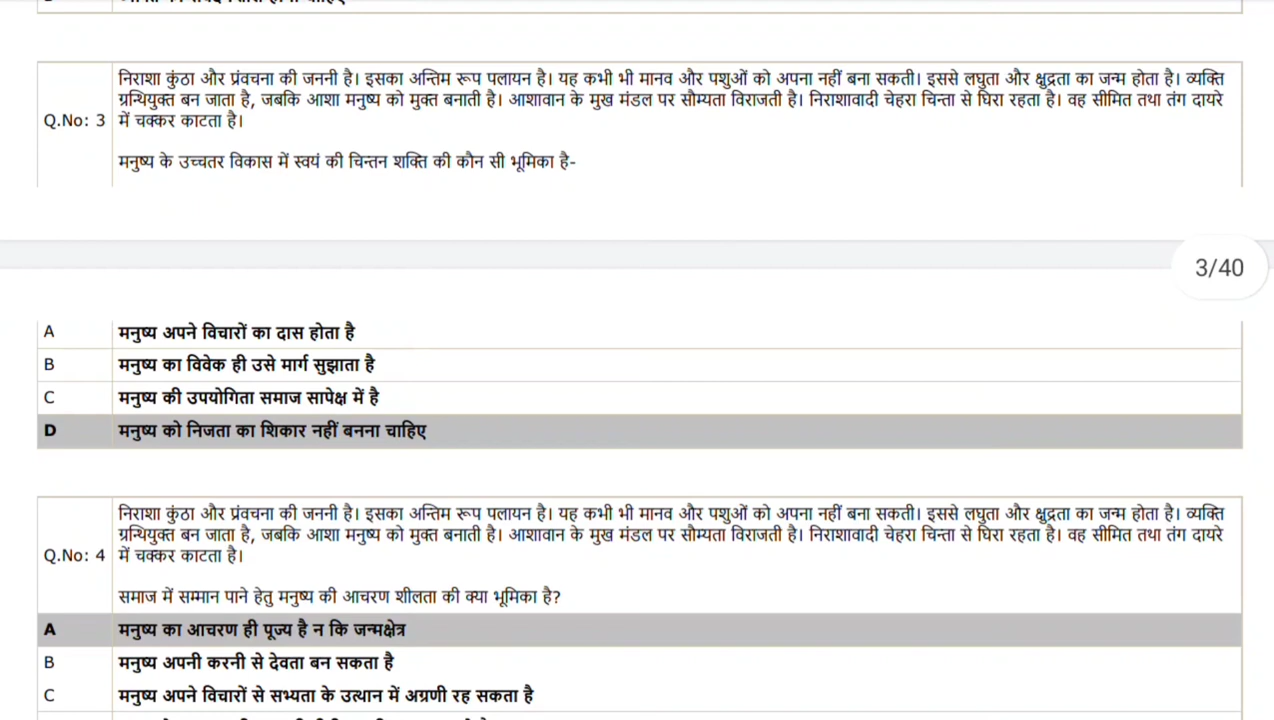 Q.No: 3
निराशा कुंठा और प्रंवचना की जननी है। इसका अन्तिम रूप पलायन है। यह कभी भी मानव और पशुओं को अपना नहीं बना सकती। इससे लघुता और क्षुद्रता का जन्म होता है। व्यक्ति
ग्रन्थियुक्त बन जाता है, जबकि आशा मनुष्य को मुक्त बनाती है। आशावान के मुख मंडल पर सौम्यता विराजती है। निराशावादी चेहरा चिन्ता से घिरा रहता है। वह सीमित तथा तंग दायरे
में चक्कर काटता है।
मनुष्य के उच्चतर विकास में स्वयं की चिन्तन शक्ति की कौन सी भूमिका है-
3/40
A मनुष्य अपने विचारों का दास होता है
B मनुष्य का विवेक ही उसे मार्ग सुझाता है
C मनुष्य की उपयोगिता समाज सापेक्ष में है
D मनुष्य को निजता का शिकार नहीं बनना चाहिए
Q.No: 4
निराशा कुंठा और प्रंवचना की जननी है। इसका अन्तिम रूप पलायन है। यह कभी भी मानव और पशुओं को अपना नहीं बना सकती। इससे लघुता और क्षुद्रता का जन्म होता है। व्यक्ति
ग्रन्थियुक्त बन जाता है, जबकि आशा मनुष्य को मुक्त बनाती है। आशावान के मुख मंडल पर सौम्यता विराजती है। निराशावादी चेहरा चिन्ता से घिरा रहता है। वह सीमित तथा तंग दायरे
में चक्कर काटता है।
समाज में सम्मान पाने हेतु मनुष्य की आचरण शीलता की क्या भूमिका है?
A मनुष्य का आचरण ही पूज्य है न कि जन्मक्षेत्र
B मनुष्य अपनी करनी से देवता बन सकता है
C मनुष्य अपने विचारों से सभ्यता के उत्थान में अग्रणी रह सकता है